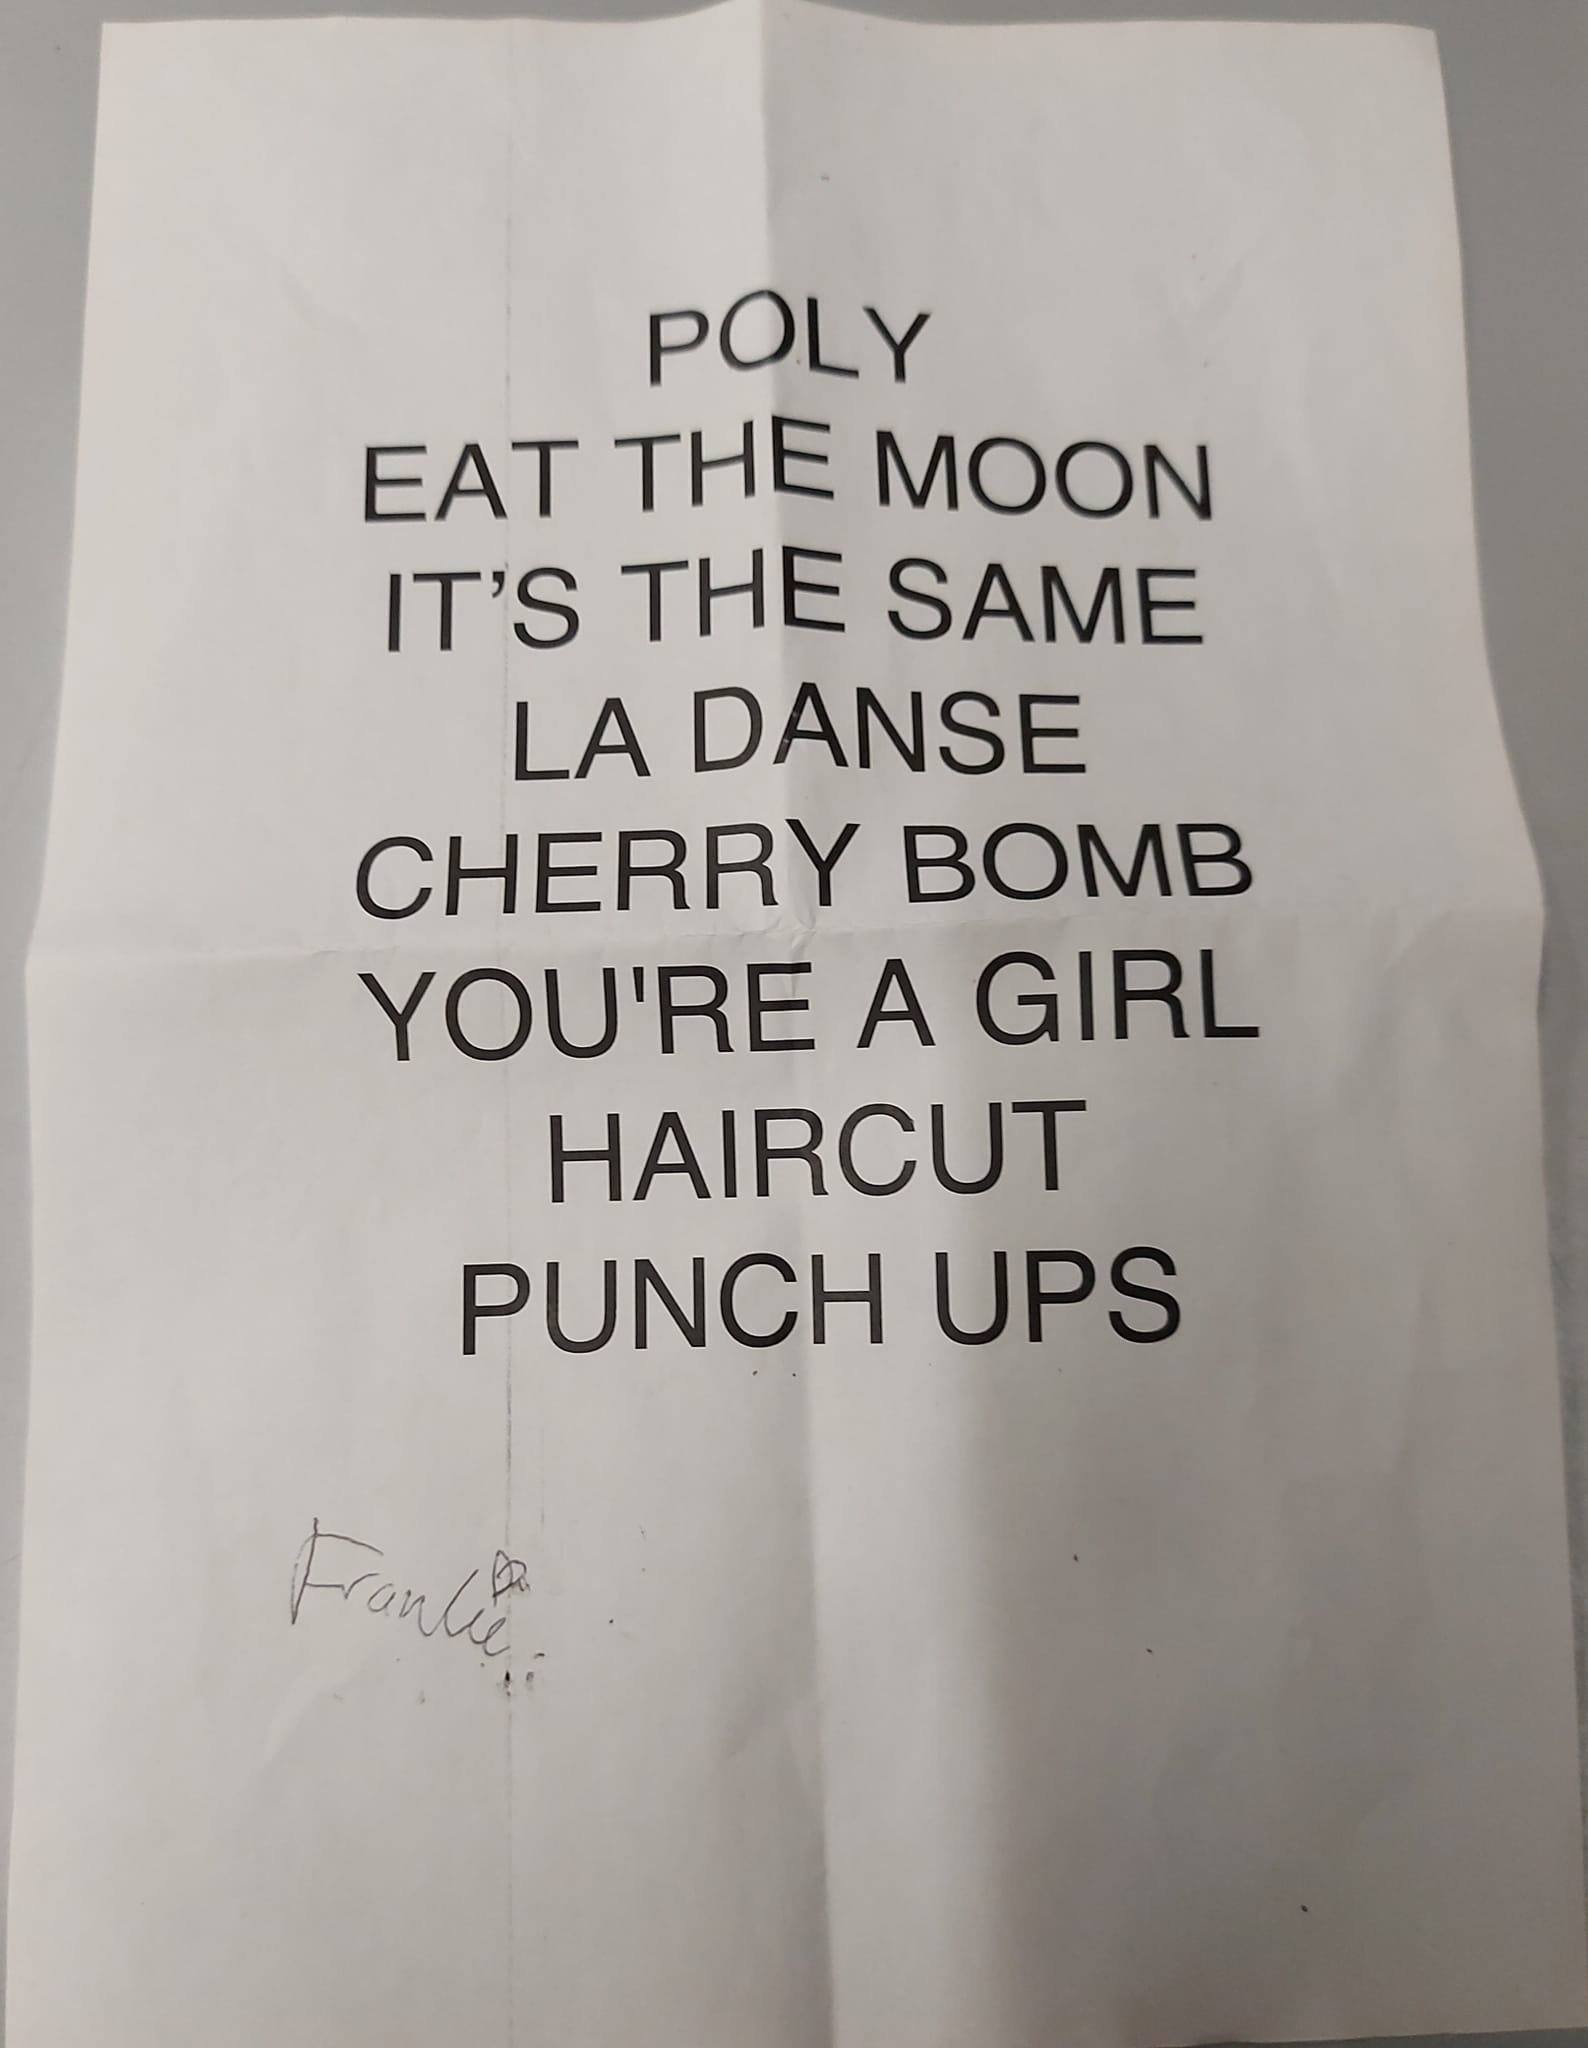 POLY
EAT THE MOON
IT'S THE SAME
LA DANSE
CHERRY BOMB
YOU'RE A GIRL
HAIRCUT
PUNCH UPS
Frankie